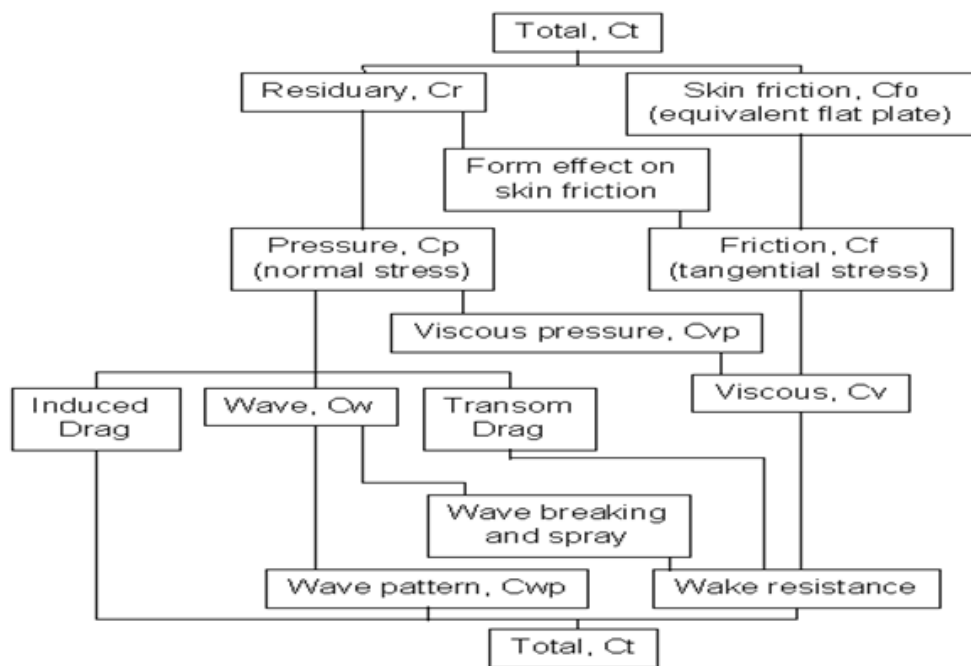 Total, Ct
Residuary, Cr
Skin friction, Cf₀
(equivalent flat plate)
Form effect on
skin friction
Pressure, Cp
(normal stress)
Friction, Cf
(tangential stress)
Viscous pressure, Cvp
Induced
Drag
Wave, Cw
Transom
Drag
Viscous, Cv
Wave breaking
and spray
Wave pattern, Cwp
Wake resistance
Total, Ct